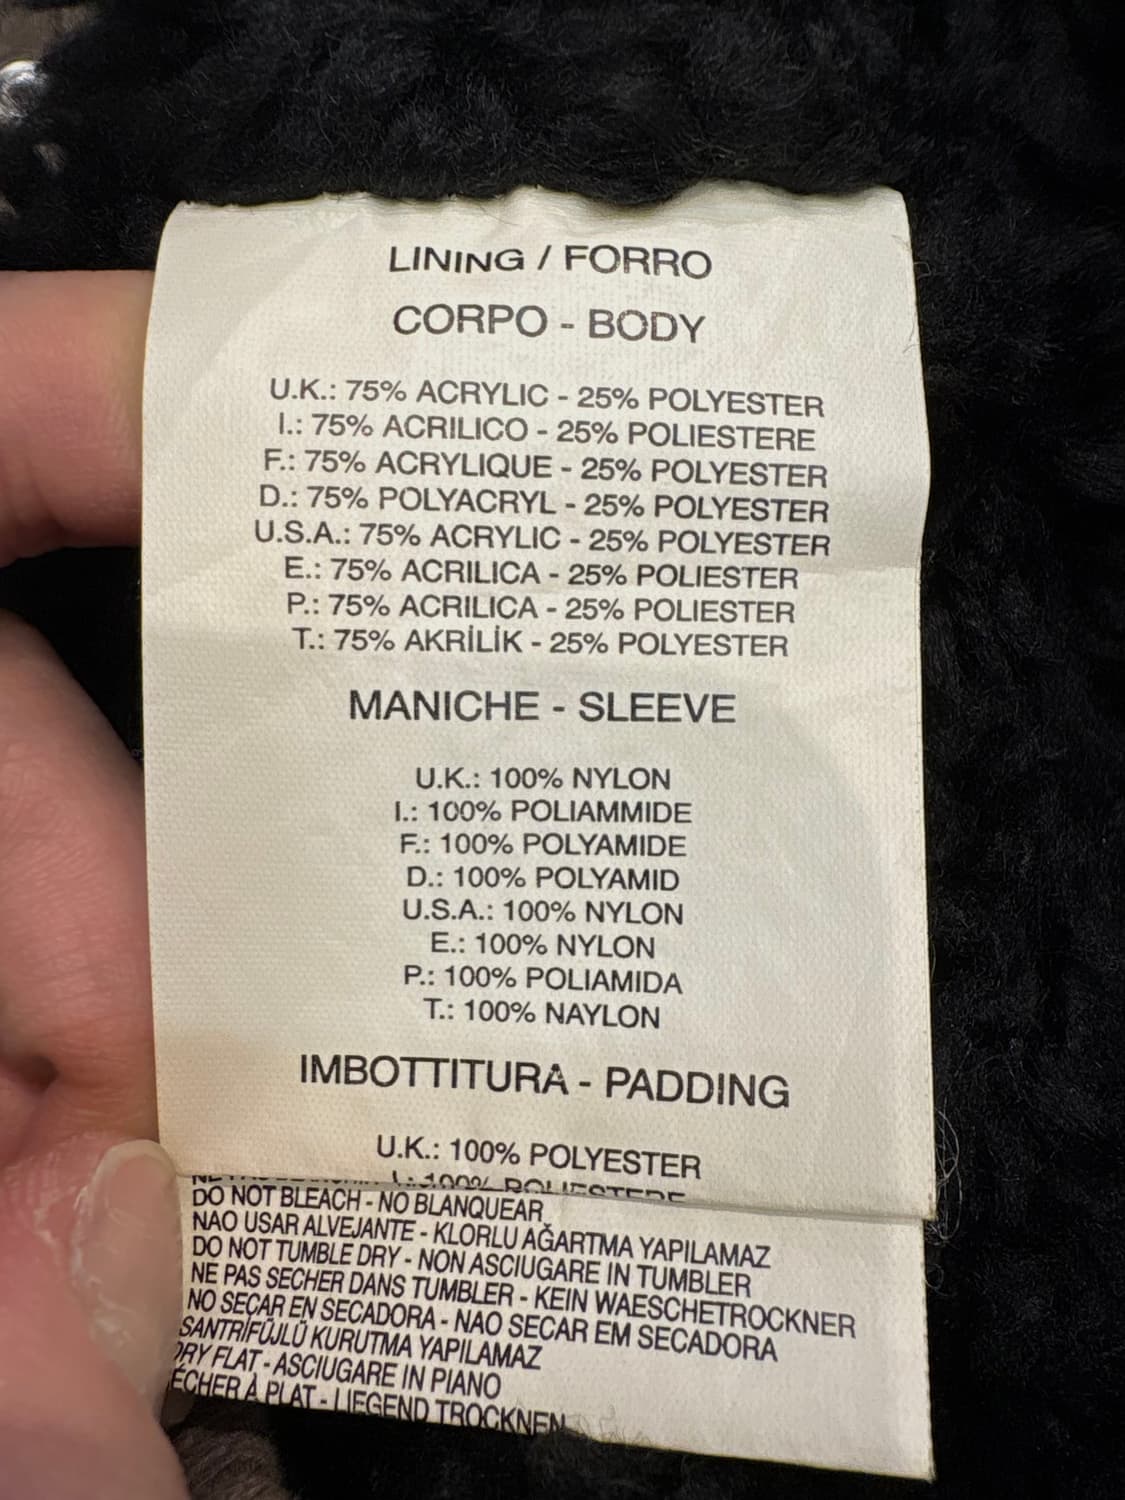 LINING / FORRO
CORPO - BODY
U.K.: 75% ACRYLIC - 25% POLYESTER
I.: 75% ACRILICO - 25% POLIESTERE
F.: 75% ACRYLIQUE - 25% POLYESTER
D.: 75% POLYACRYL - 25% POLYESTER
U.S.A.: 75% ACRYLIC - 25% POLYESTER
E.: 75% ACRILICA - 25% POLIESTER
P.: 75% ACRILICA - 25% POLIESTER
T.: 75% AKRİLİK - 25% POLYESTER
MANICHE - SLEEVE
U.K.: 100% NYLON
I.: 100% POLIAMMIDE
F.: 100% POLYAMIDE
D.: 100% POLYAMID
U.S.A.: 100% NYLON
E.: 100% NYLON
P.: 100% POLIAMIDA
T.: 100% NAYLON
IMBOTTITURA - PADDING
U.K.: 100% POLYESTER
I.: 100% POLIESTERE
DO NOT BLEACH - NO BLANQUEAR
NAO USAR ALVEJANTE - KLORLU AĞARTMA YAPILAMAZ
DO NOT TUMBLE DRY - NON ASCIUGARE IN TUMBLER
NE PAS SECHER DANS TUMBLER - KEIN WAESCHETROCKNER
NO SECAR EN SECADORA - NAO SECAR EM SECADORA
SANTRİFÜJLÜ KURUTMA YAPILAMAZ
DRY FLAT - ASCIUGARE IN PIANO
ÉCHER À PLAT - LIEGEND TROCKNEN